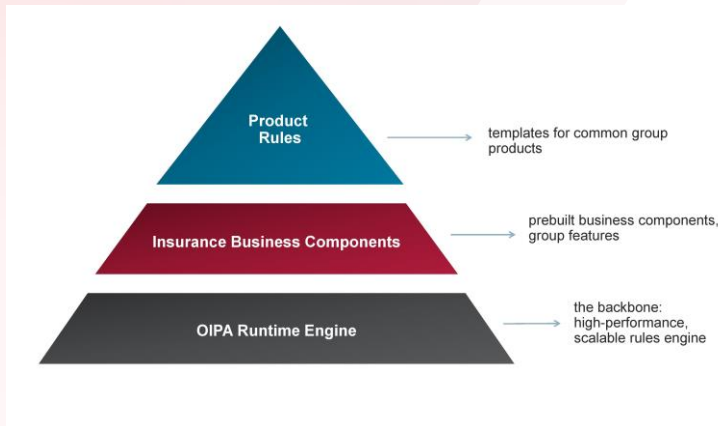 Product
Rules
templates for common group
products
Insurance Business Components
prebuilt business components,
group features
OIPA Runtime Engine
the backbone:
high-performance,
scalable rules engine